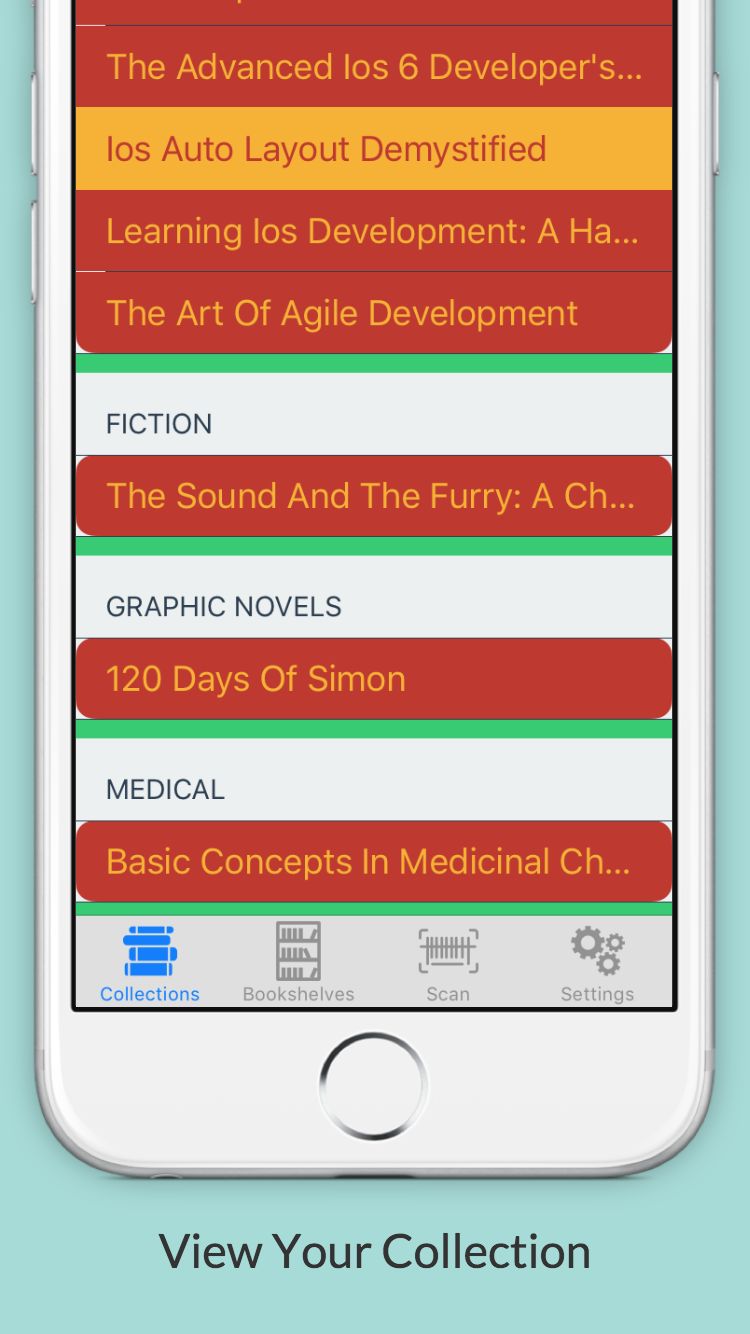 The Advanced Ios 6 Developer's...
Ios Auto Layout Demystified
Learning Ios Development: A Ha...
The Art Of Agile Development
FICTION
The Sound And The Furry: A Ch...
GRAPHIC NOVELS
120 Days Of Simon
MEDICAL
Basic Concepts In Medicinal Ch...
Collections
Bookshelves
Scan
Settings
View Your Collection